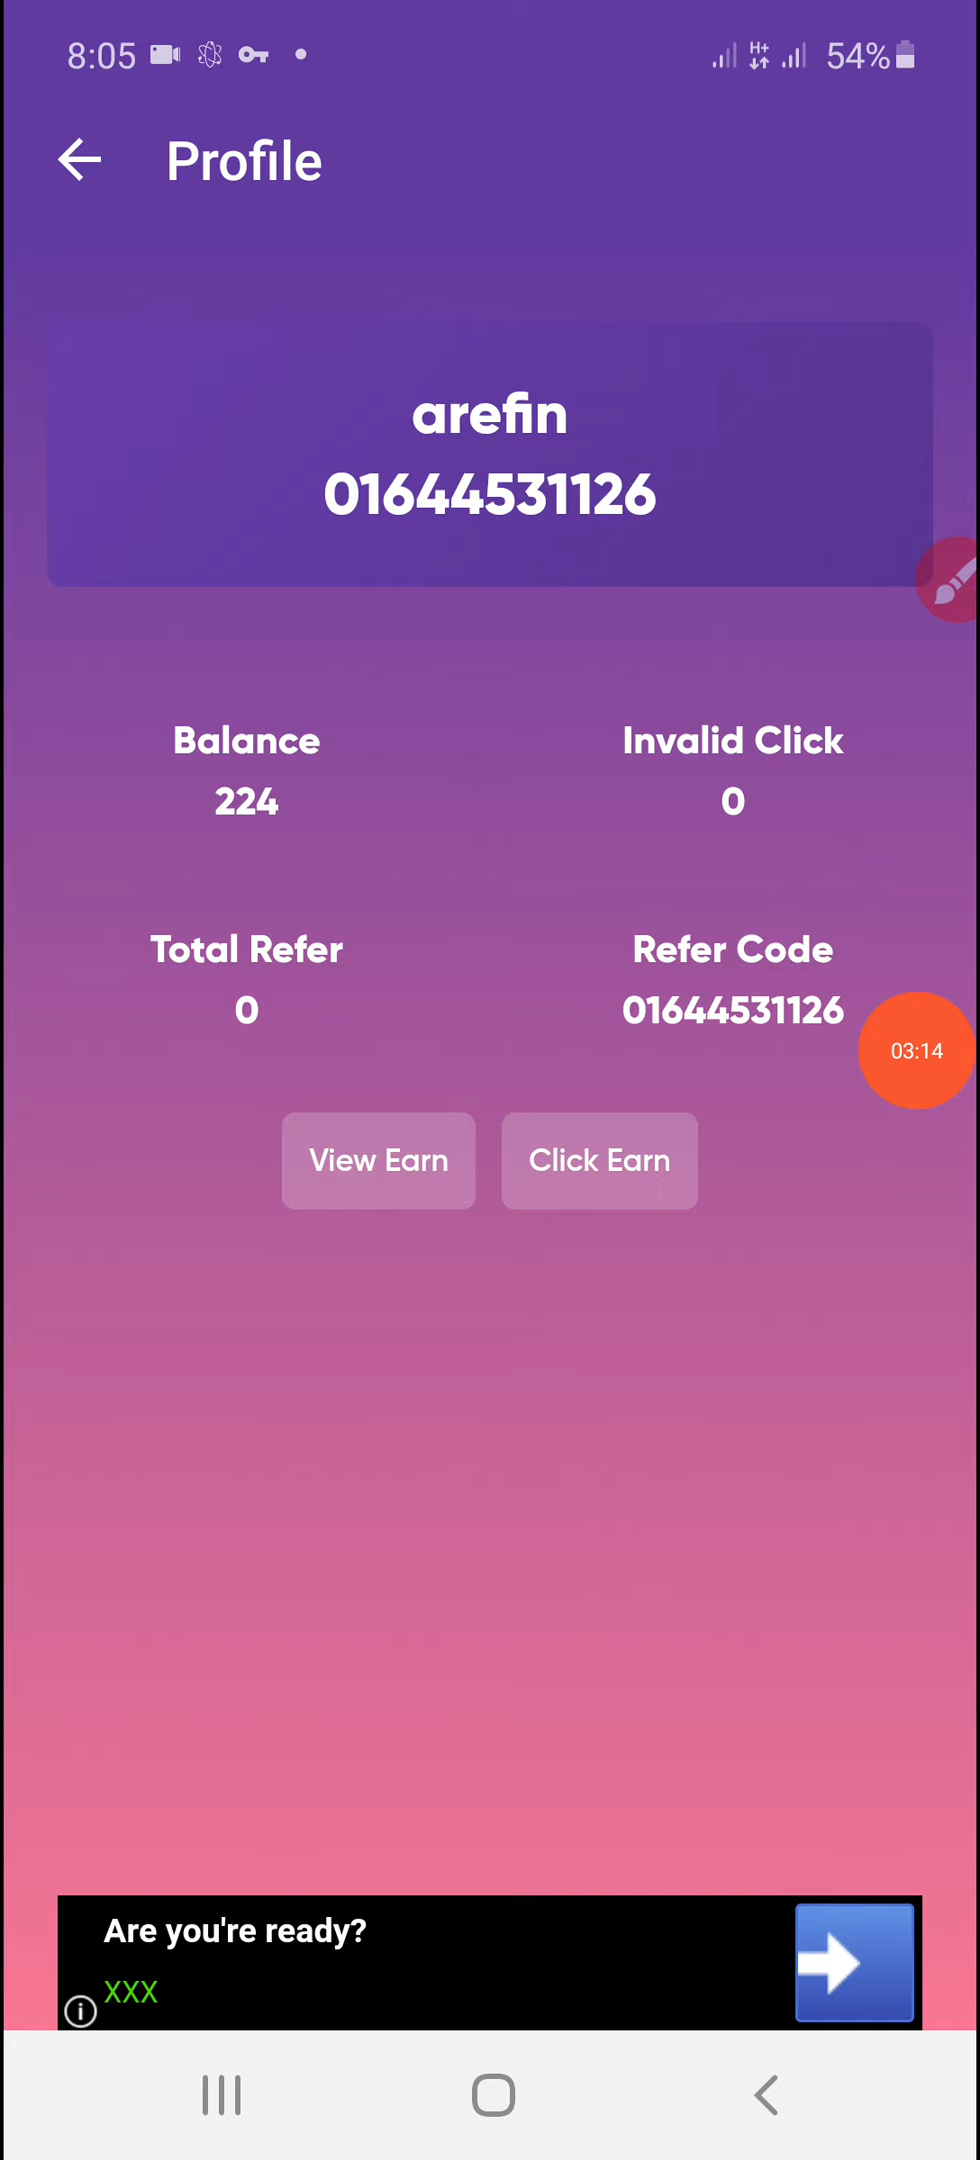 8:05 H+ 54%
Profile
arefin
01644531126
Balance
224
Invalid Click
0
Total Refer
0
Refer Code
01644531126
03:14
View Earn
Click Earn
Are you're ready?
XXX